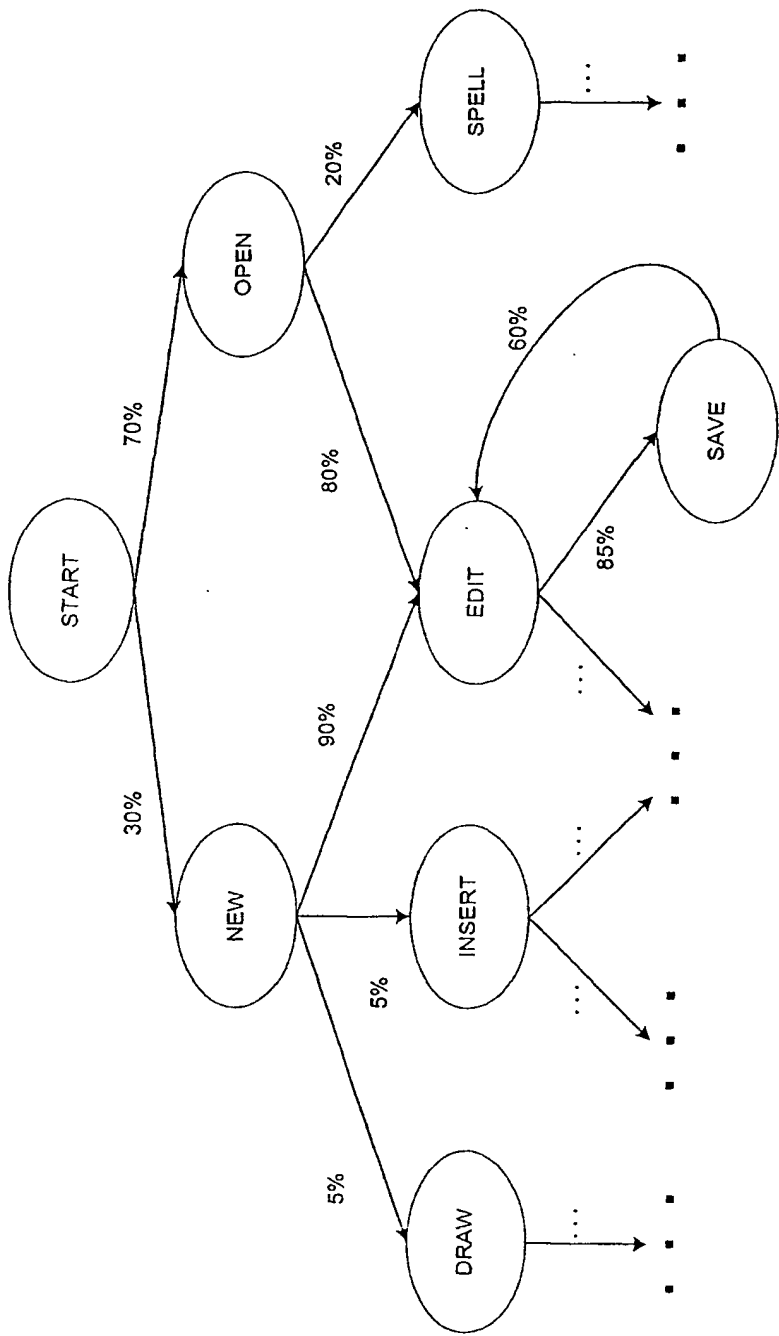 START
30%
70%
NEW
OPEN
5%
5%
90%
80%
20%
DRAW
INSERT
EDIT
SPELL
...
...
...
...
85%
60%
...
SAVE